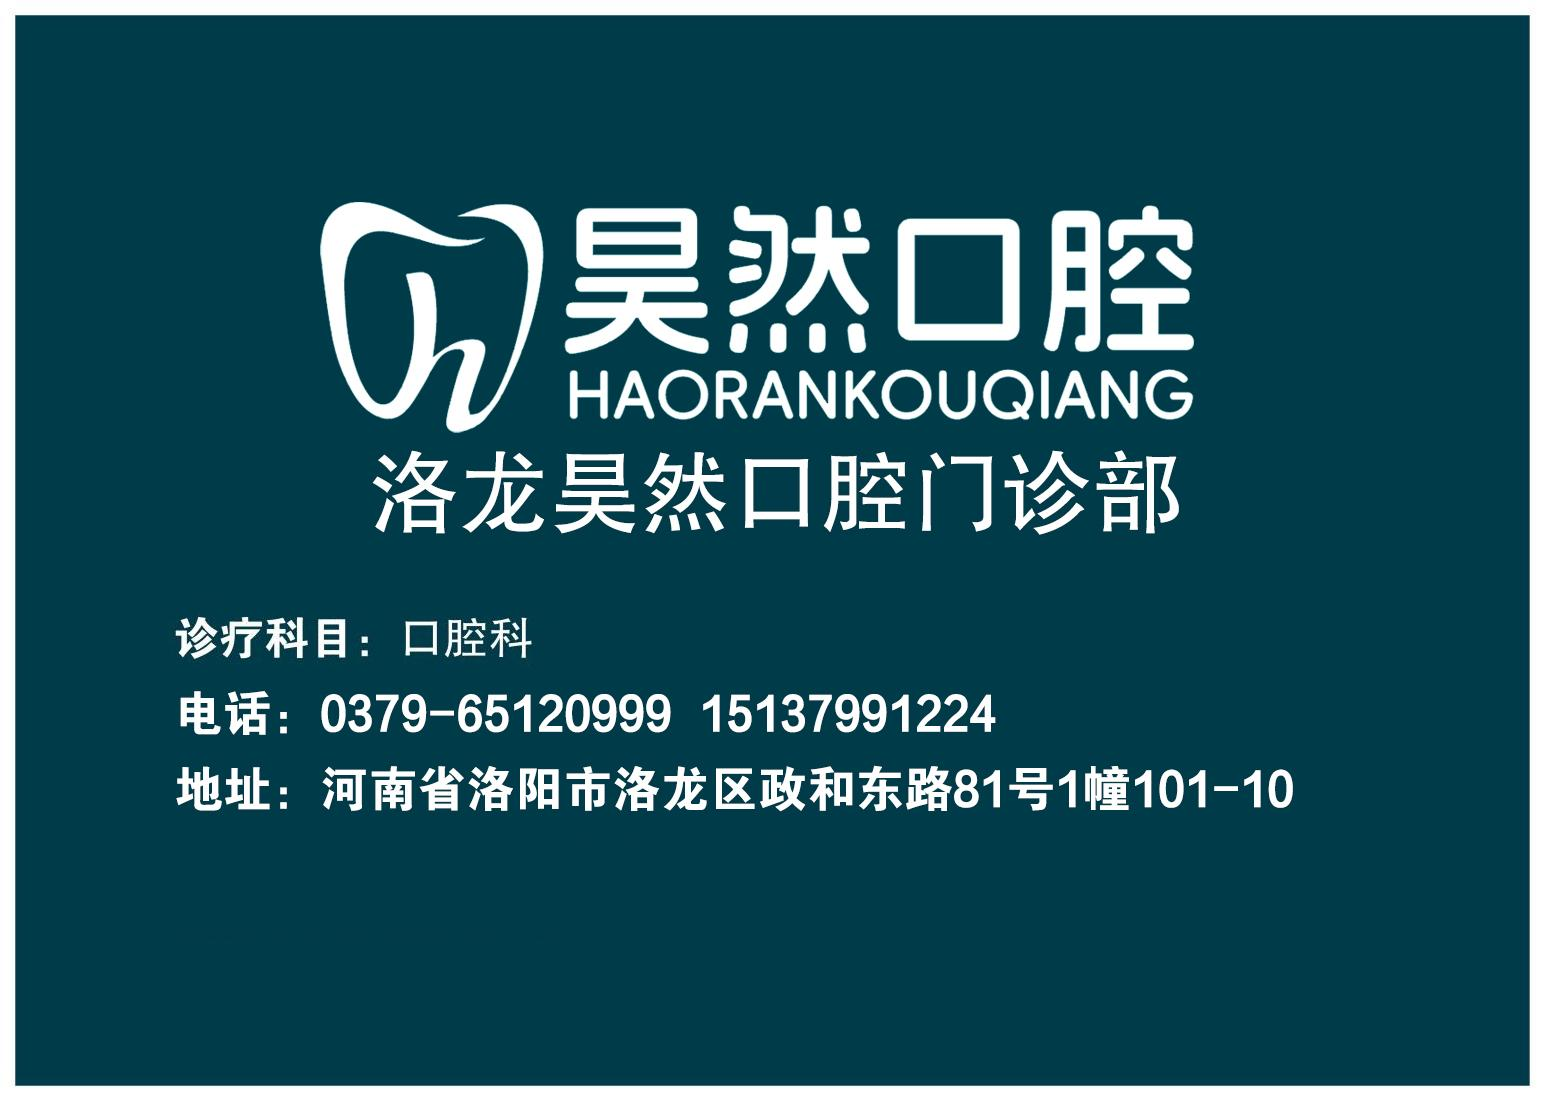 昊然口腔
HAORANKOUQIANG
洛龙昊然口腔门诊部
诊疗科目：口腔科
电话：0379-65120999 15137991224
地址：河南省洛阳市洛龙区政和东路81号1幢101-10